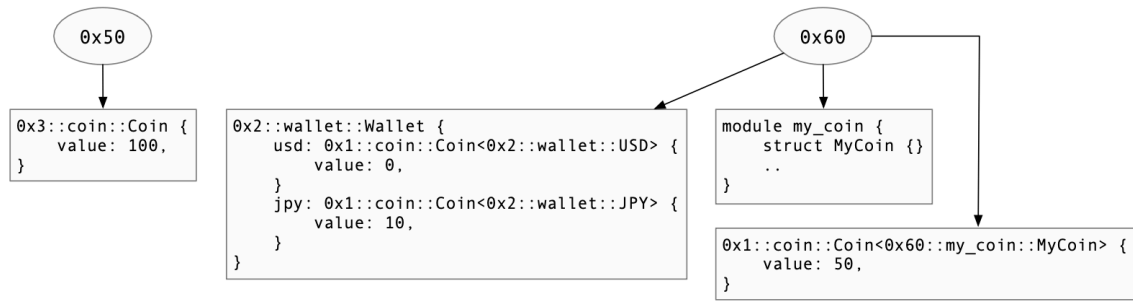 0x50
0x60
0x3::coin::Coin {
    value: 100,
}
0x2::wallet::Wallet {
    usd: 0x1::coin::Coin<0x2::wallet::USD> {
        value: 0,
    }
    jpy: 0x1::coin::Coin<0x2::wallet::JPY> {
        value: 10,
    }
}
module my_coin {
    struct MyCoin {}
    ..
}
0x1::coin::Coin<0x60::my_coin::MyCoin> {
    value: 50,
}